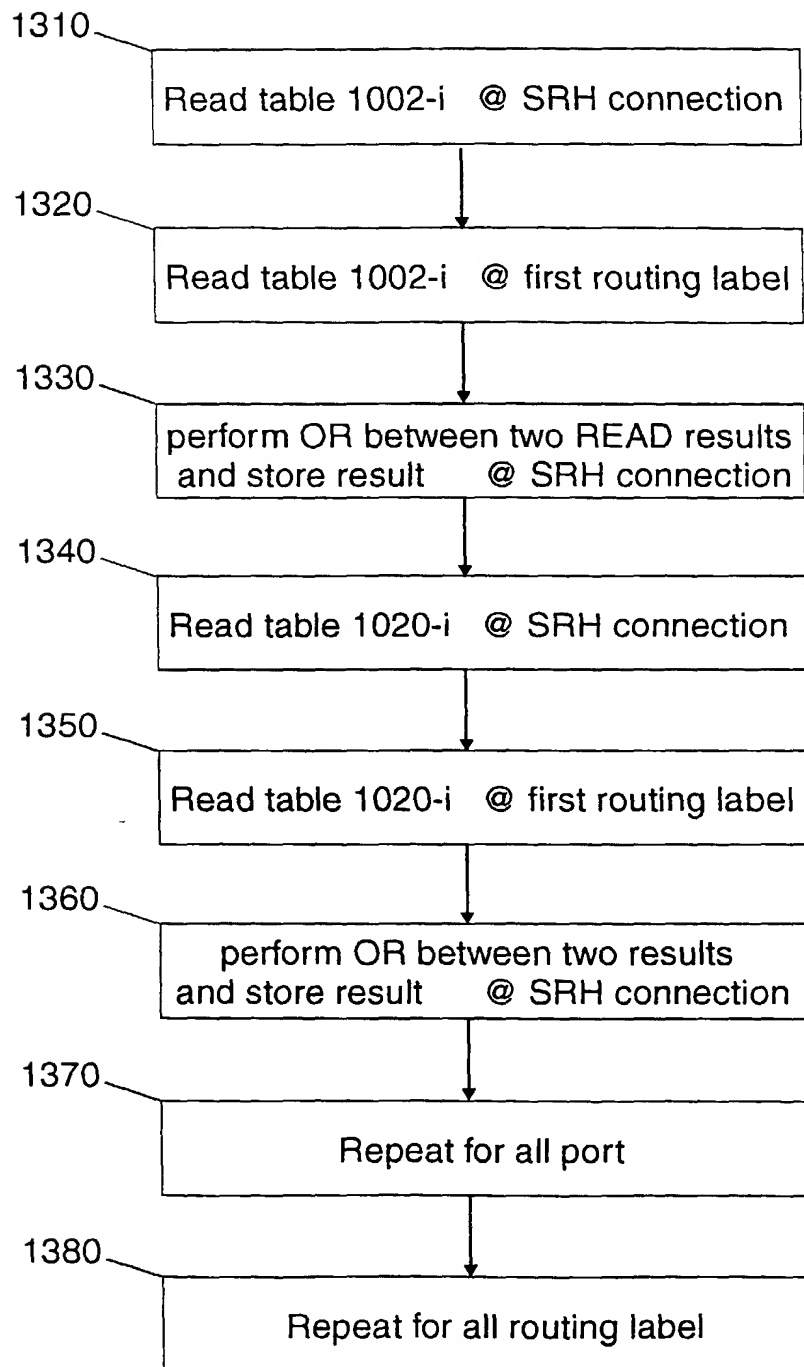 1310
Read table 1002-i @ SRH connection
1320
Read table 1002-i @ first routing label
1330
perform OR between two READ results
and store result @ SRH connection
1340
Read table 1020-i @ SRH connection
1350
Read table 1020-i @ first routing label
1360
perform OR between two results
and store result @ SRH connection
1370
Repeat for all port
1380
Repeat for all routing label